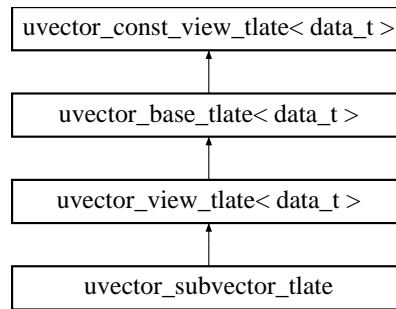 uvector_const_view_tlate< data_t >
uvector_base_tlate< data_t >
uvector_view_tlate< data_t >
uvector_subvector_tlate